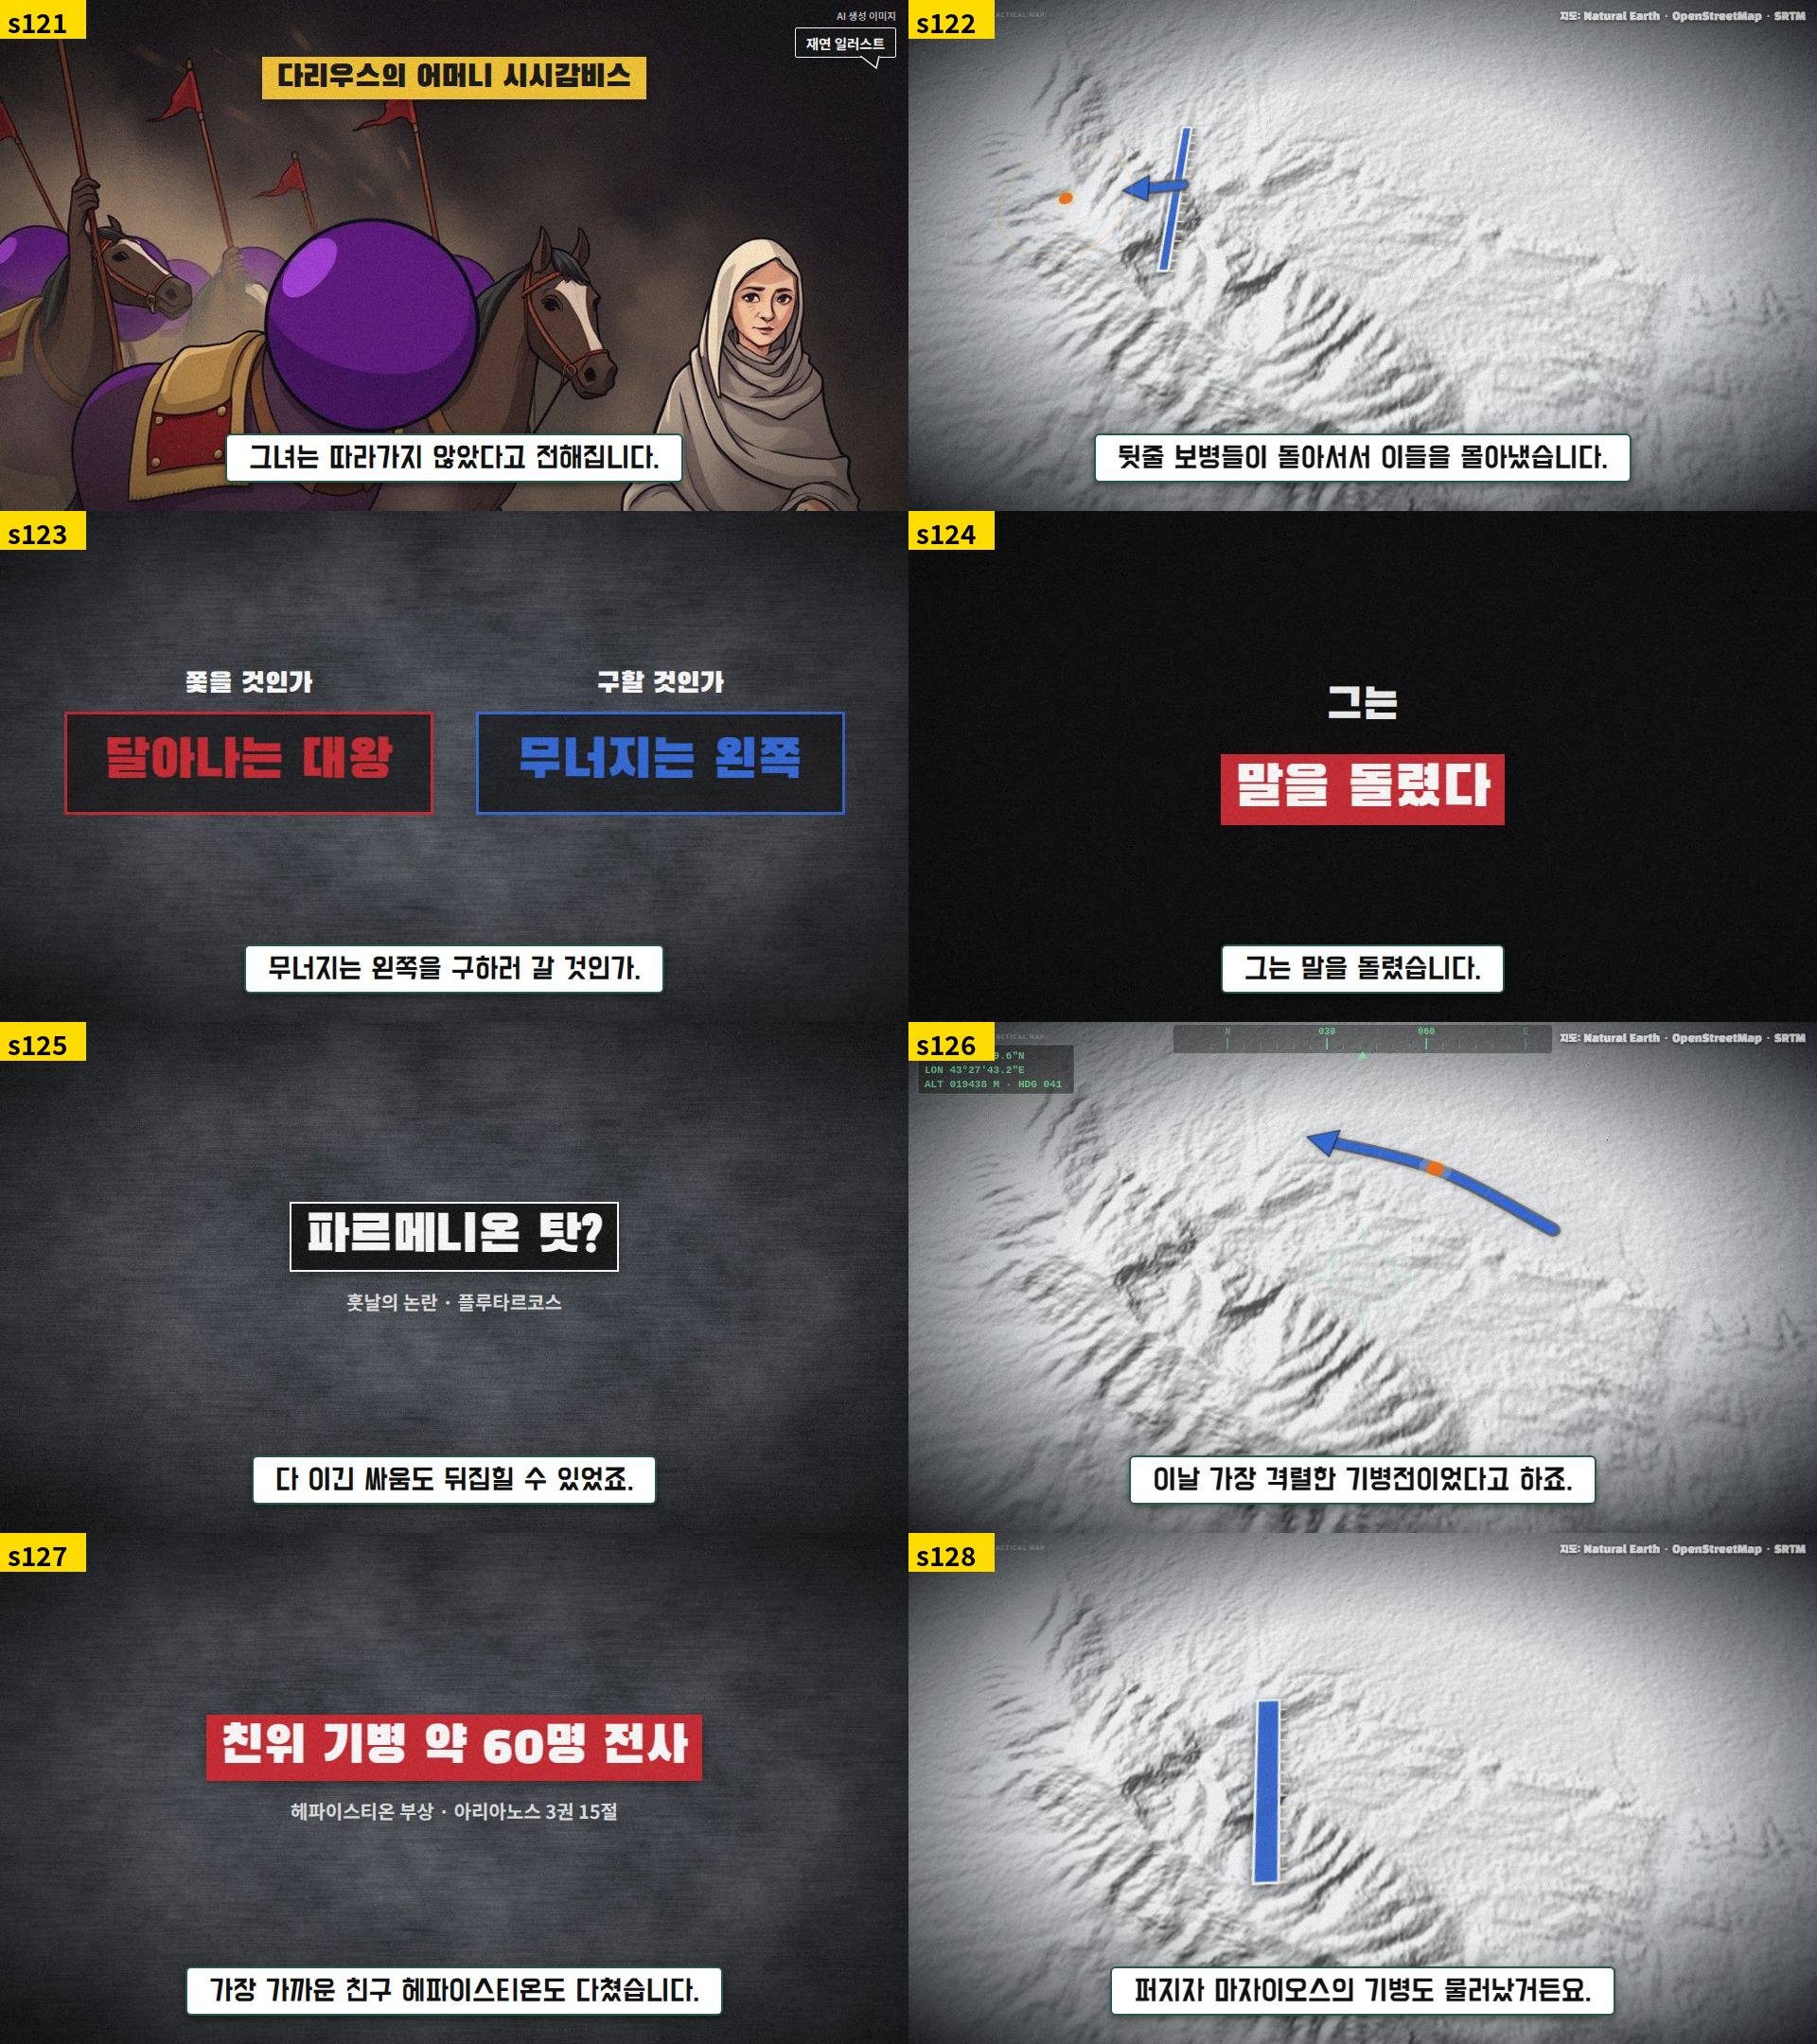 s121
AI 생성 이미지
재연 일러스트
다리우스의 어머니 시시감비스
그녀는 따라가지 않았다고 전해집니다.
s122
ACTICAL MAP
지도: Natural Earth · OpenStreetMap · SRTM
뒷줄 보병들이 돌아서서 이들을 몰아냈습니다.
s123
쫓을 것인가
달아나는 대왕
구할 것인가
무너지는 왼쪽
무너지는 왼쪽을 구하러 갈 것인가.
s124
그는
말을 돌렸다
그는 말을 돌렸습니다.
s125
파르메니온 탓?
훗날의 논란 · 플루타르코스
다 이긴 싸움도 뒤집힐 수 있었죠.
s126
ACTICAL MAP
N 030 060 E
지도: Natural Earth · OpenStreetMap · SRTM
9.6"N
LON 43°27'43.2"E
ALT 019438 M · HDG 041
이날 가장 격렬한 기병전이었다고 하죠.
s127
친위 기병 약 60명 전사
헤파이스티온 부상 · 아리아노스 3권 15절
가장 가까운 친구 헤파이스티온도 다쳤습니다.
s128
ACTICAL MAP
지도: Natural Earth · OpenStreetMap · SRTM
퍼지자 마자이오스의 기병도 물러났거든요.